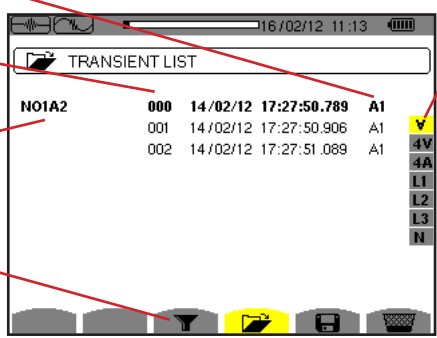 16/02/12 11:13
TRANSIENT LIST
NO1A2 000 14/02/12 17:27:50.789 A1
001 14/02/12 17:27:50.906 A1
002 14/02/12 17:27:51.089 A1
∀
4V
4A
L1
L2
L3
N